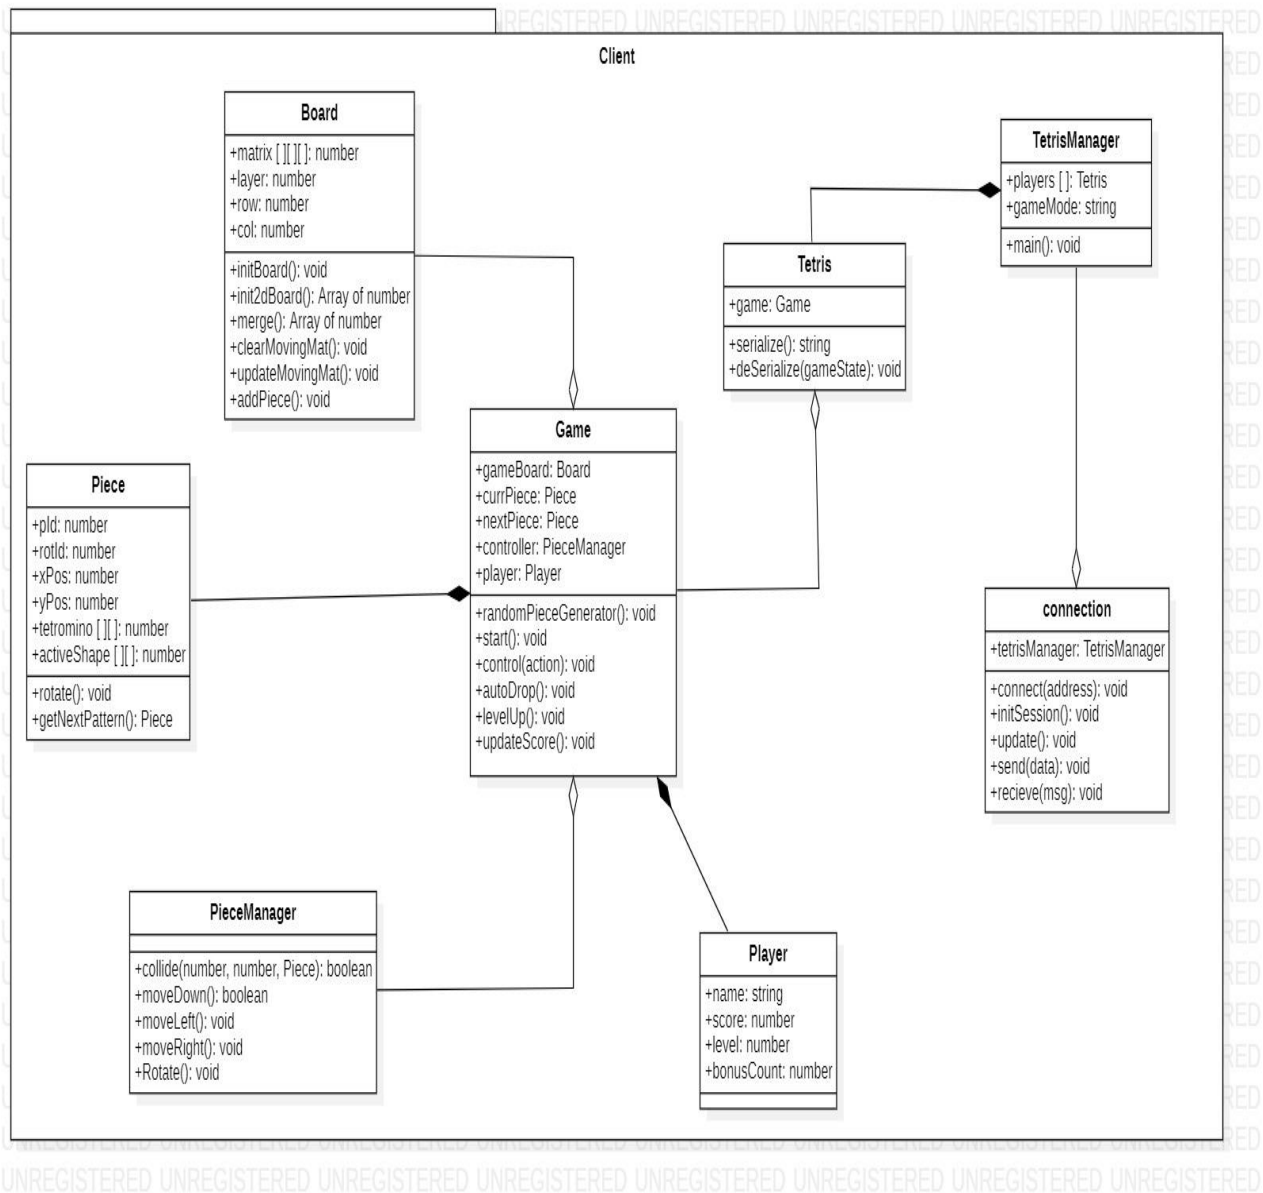 UNREGISTERED UNREGISTERED UNREGISTERED UNREGISTERED UNREGISTERED
Client
Board
+matrix [ ][ ][ ]: number
+layer: number
+row: number
+col: number
+initBoard(): void
+init2dBoard(): Array of number
+merge(): Array of number
+clearMovingMat(): void
+updateMovingMat(): void
+addPiece(): void
TetrisManager
+players [ ]: Tetris
+gameMode: string
+main(): void
Tetris
+game: Game
+serialize(): string
+deSerialize(gameState): void
Game
+gameBoard: Board
+currPiece: Piece
+nextPiece: Piece
+controller: PieceManager
+player: Player
+randomPieceGenerator(): void
+start(): void
+control(action): void
+autoDrop(): void
+levelUp(): void
+updateScore(): void
Piece
+pId: number
+rotId: number
+xPos: number
+yPos: number
+tetromino [ ][ ]: number
+activeShape [ ][ ]: number
+rotate(): void
+getNextPattern(): Piece
connection
+tetrisManager: TetrisManager
+connect(address): void
+initSession(): void
+update(): void
+send(data): void
+recieve(msg): void
PieceManager
+collide(number, number, Piece): boolean
+moveDown(): boolean
+moveLeft(): void
+moveRight(): void
+Rotate(): void
Player
+name: string
+score: number
+level: number
+bonusCount: number
UNREGISTERED UNREGISTERED UNREGISTERED UNREGISTERED UNREGISTERED UNREGISTERED UNREGISTERED UNREGISTERED